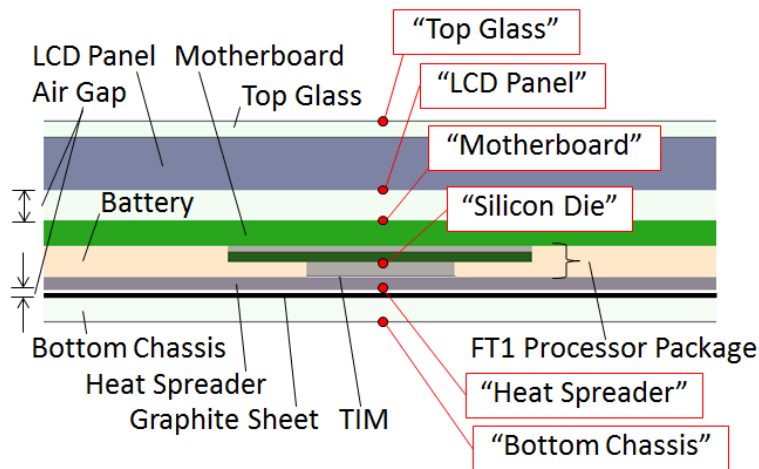 “Top Glass”
LCD Panel Motherboard
Air Gap
Top Glass
“LCD Panel”
“Motherboard”
Battery
“Silicon Die”
Bottom Chassis
FT1 Processor Package
Heat Spreader
“Heat Spreader”
Graphite Sheet TIM
“Bottom Chassis”